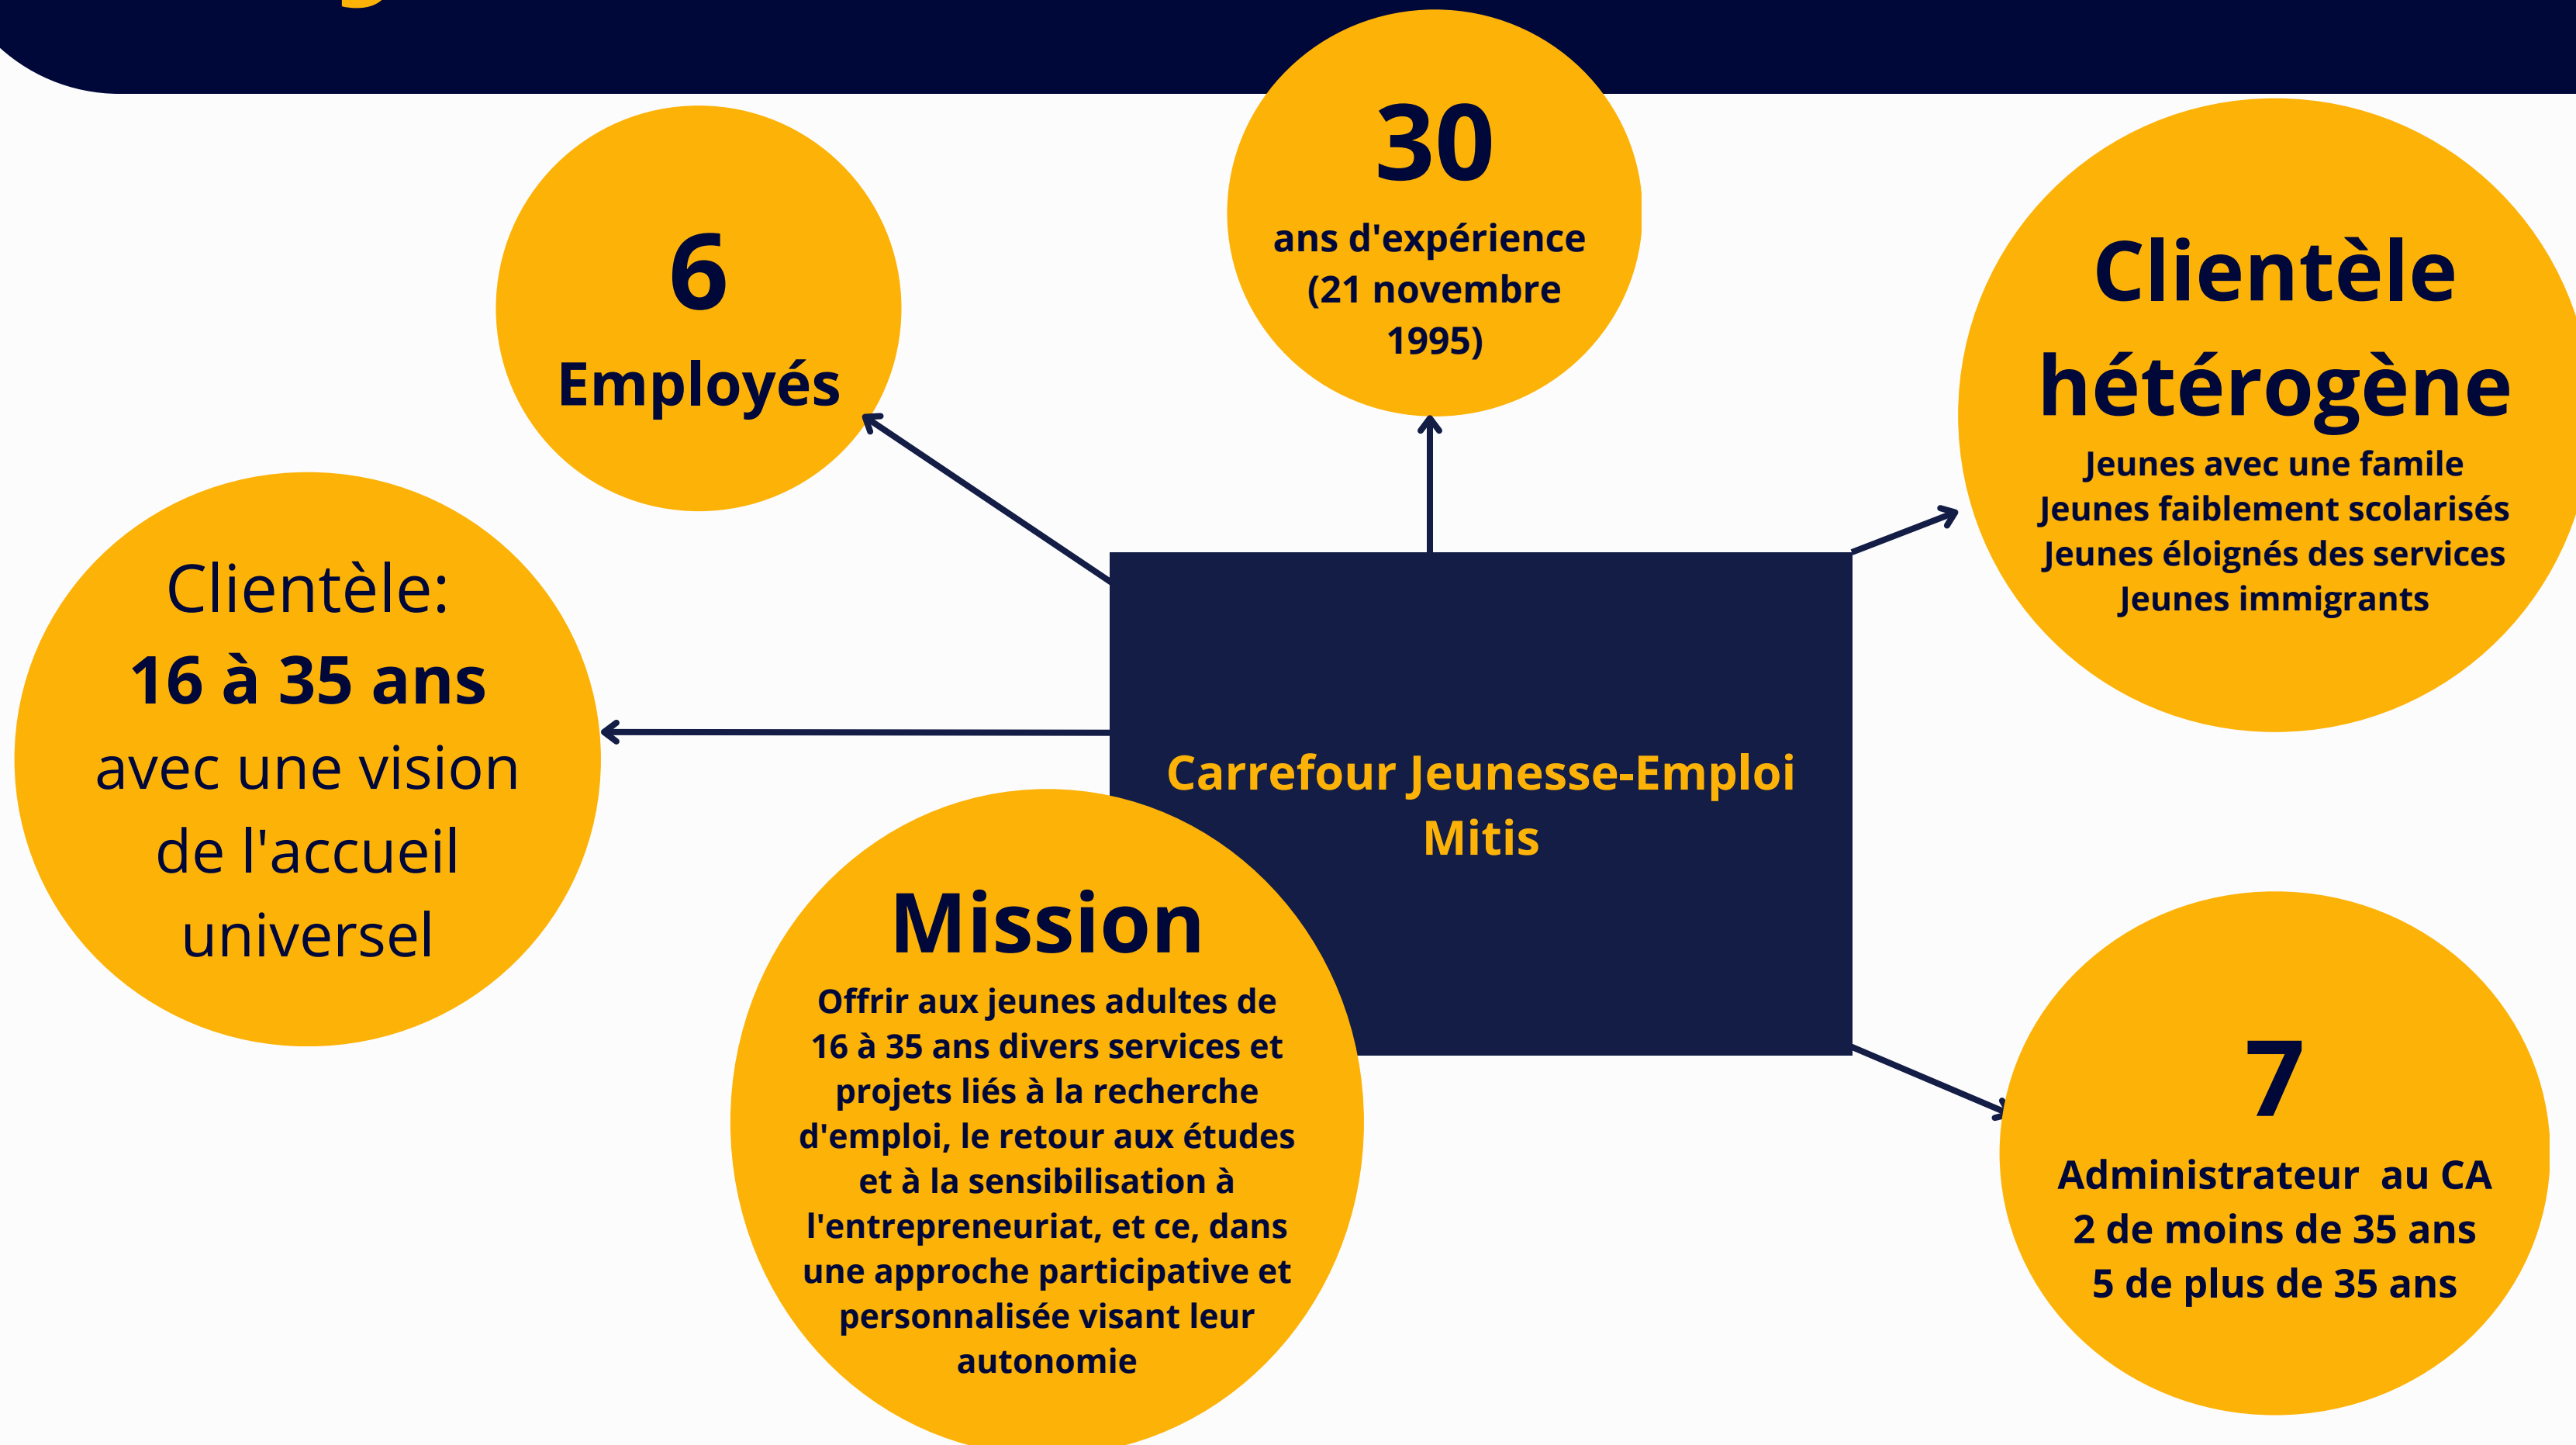 30
ans d'expérience
(21 novembre
1995)
6
Employés
Clientèle
hétérogène
Jeunes avec une famile
Jeunes faiblement scolarisés
Jeunes éloignés des services
Jeunes immigrants
Clientèle:
16 à 35 ans
avec une vision
de l'accueil
universel
Carrefour Jeunesse-Emploi
Mitis
Mission
Offrir aux jeunes adultes de
16 à 35 ans divers services et
projets liés à la recherche
d'emploi, le retour aux études
et à la sensibilisation à
l'entrepreneuriat, et ce, dans
une approche participative et
personnalisée visant leur
autonomie
7
Administrateur  au CA
2 de moins de 35 ans
5 de plus de 35 ans